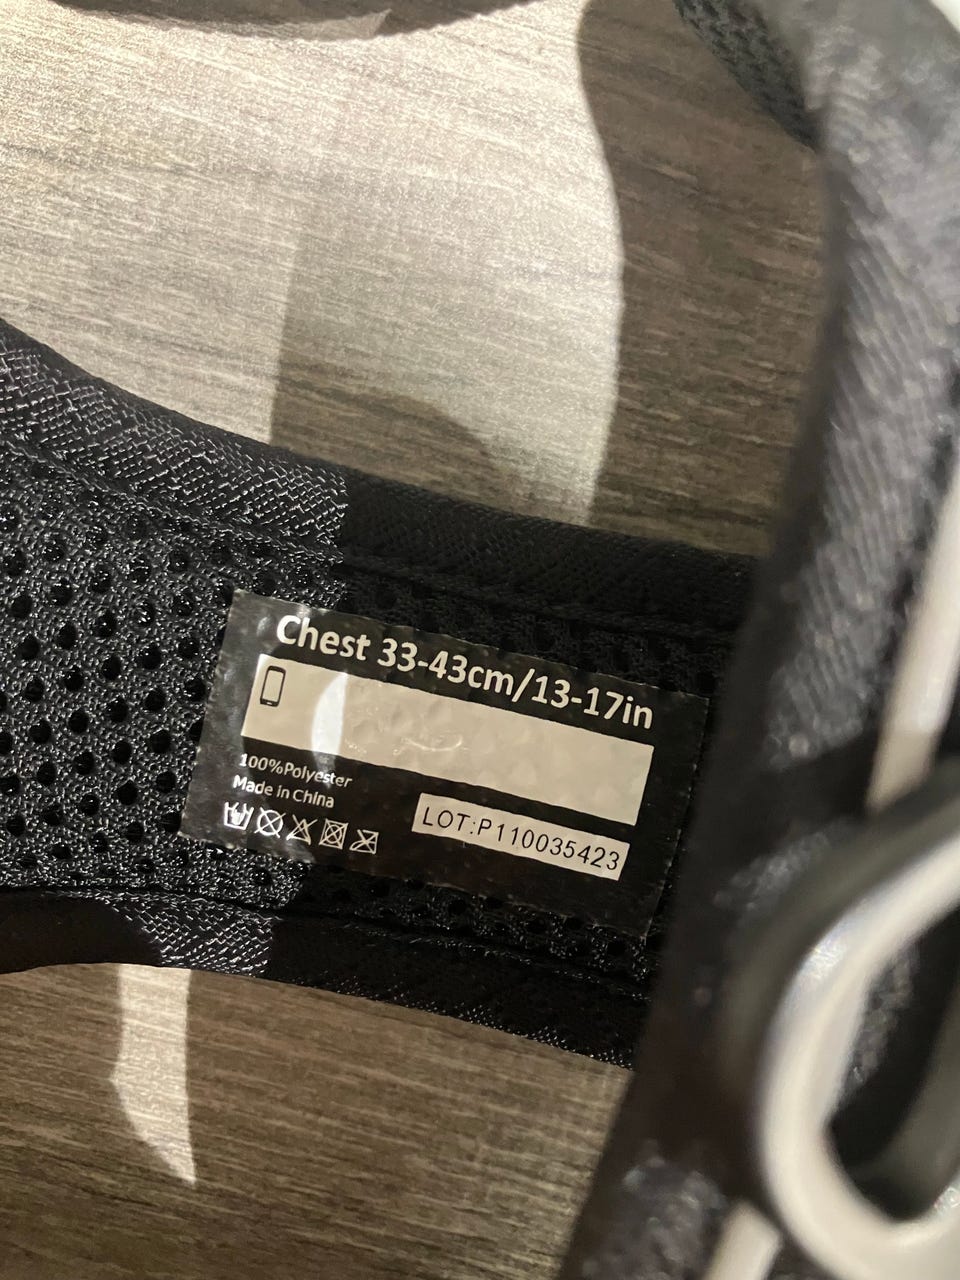 Chest 33-43cm/13-17in
100%Polyester
Made in China
LOT:P110035423